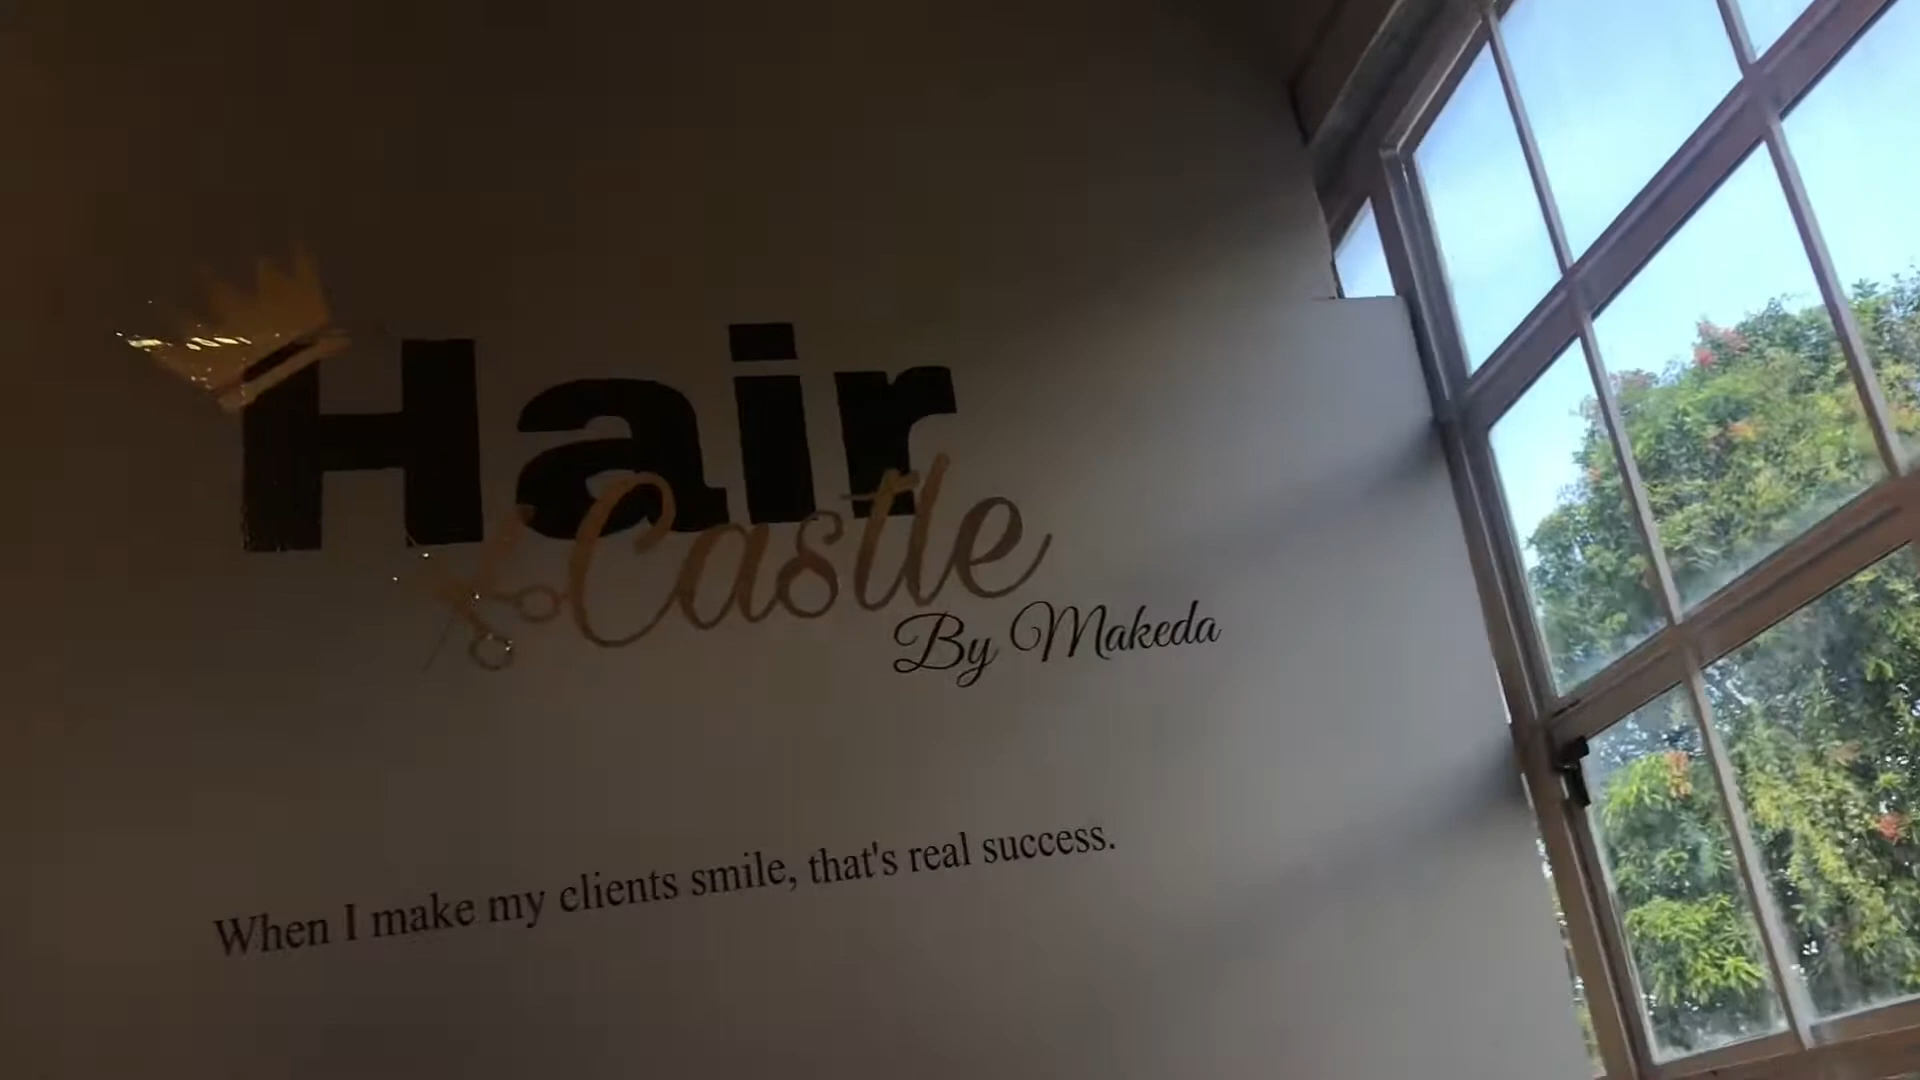 Hair
Castle
By Makeda
When I make my clients smile, that's real success.